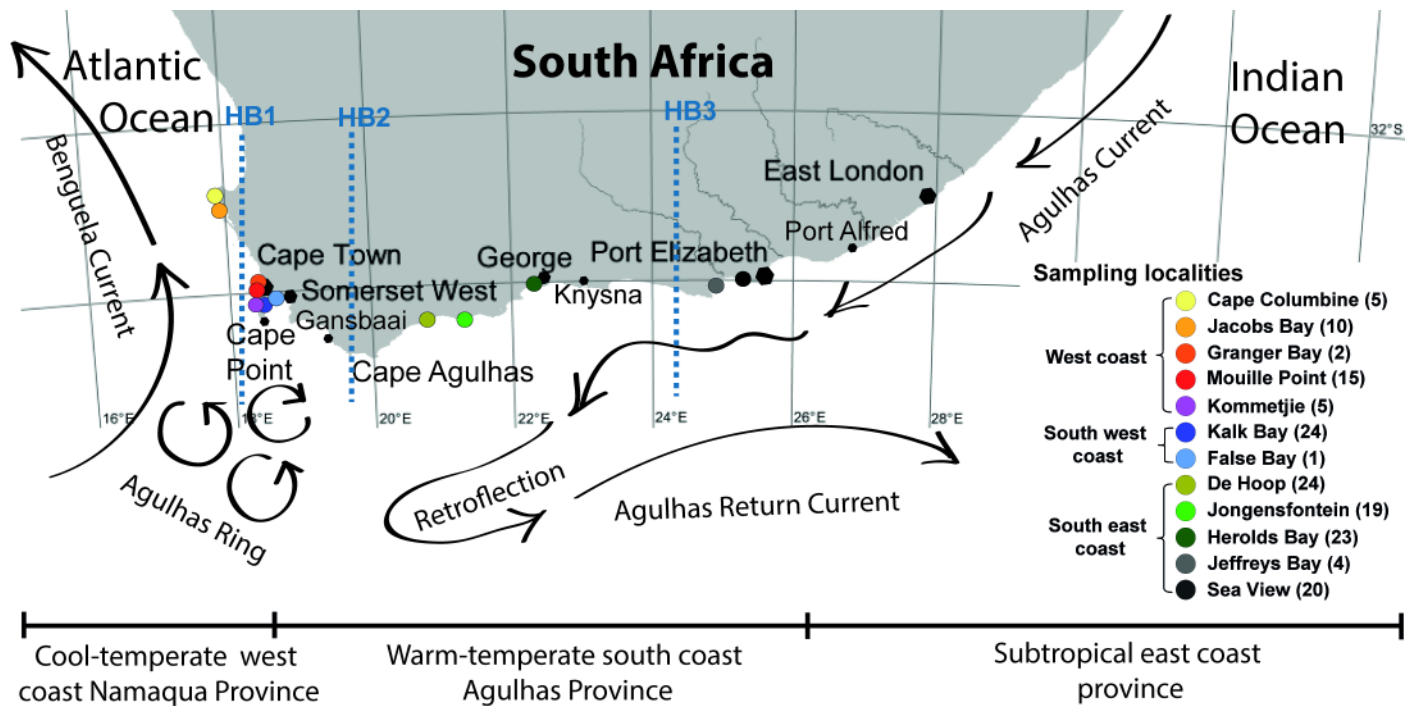 South Africa
Atlantic
Ocean
Indian
Ocean
HB1
HB2
HB3
32°S
Benguela Current
Agulhas Current
East London
Port Alfred
Cape Town
George
Port Elizabeth
Somerset West
Knysna
Gansbaai
Cape
Point
Cape Agulhas
16°E
18°E
20°E
22°E
24°E
26°E
28°E
Agulhas Ring
Retroflection
Agulhas Return Current
Sampling localities
West coast
Cape Columbine (5)
Jacobs Bay (10)
Granger Bay (2)
Mouille Point (15)
Kommetjie (5)
South west
coast
Kalk Bay (24)
False Bay (1)
South east
coast
De Hoop (24)
Jongensfontein (19)
Herolds Bay (23)
Jeffreys Bay (4)
Sea View (20)
Cool-temperate west
coast Namaqua Province
Warm-temperate south coast
Agulhas Province
Subtropical east coast
province